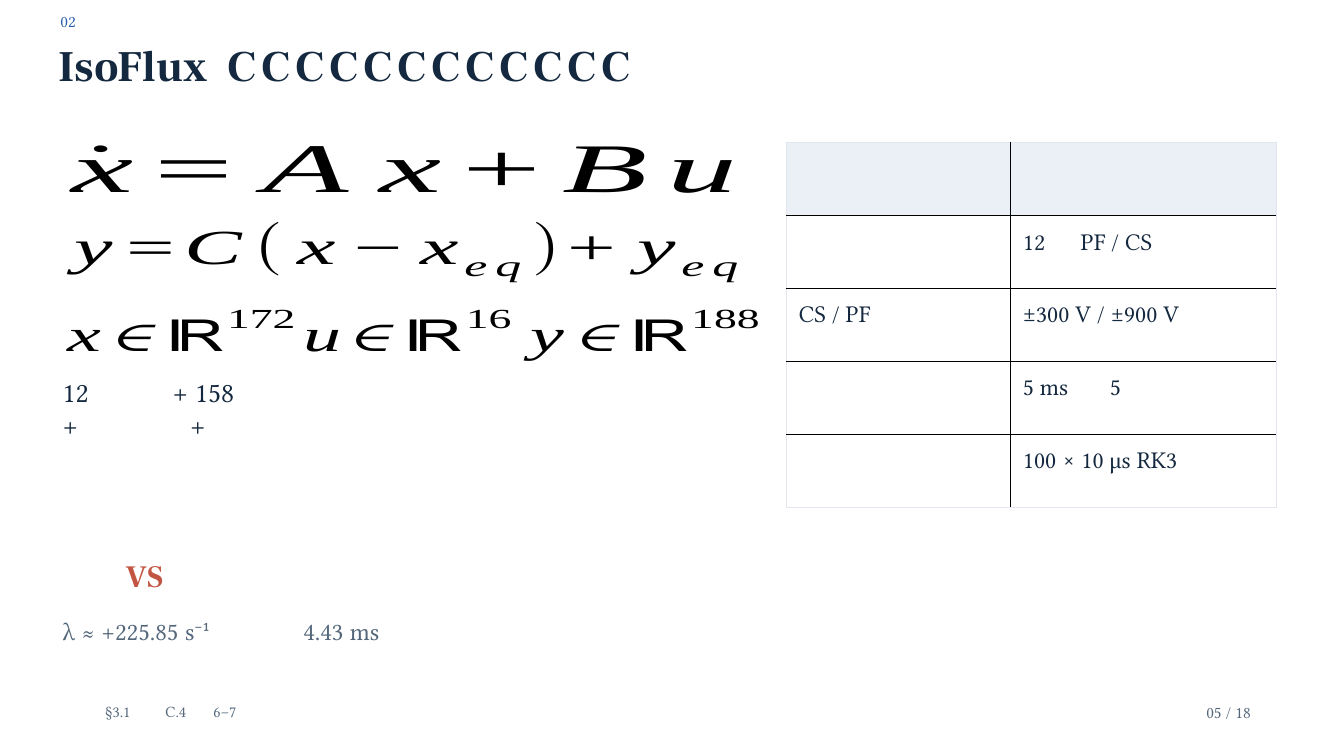 02
IsoFlux CCCCCCCCCCCC
ẋ = A x + B u
y = C ( x − x_eq ) + y_eq
x ∈ ℝ^172 u ∈ ℝ^16 y ∈ ℝ^188
12 + 158
+ +
12 PF / CS
CS / PF ±300 V / ±900 V
5 ms 5
100 × 10 μs RK3
VS
λ ≈ +225.85 s⁻¹ 4.43 ms
§3.1 C.4 6–7
05 / 18